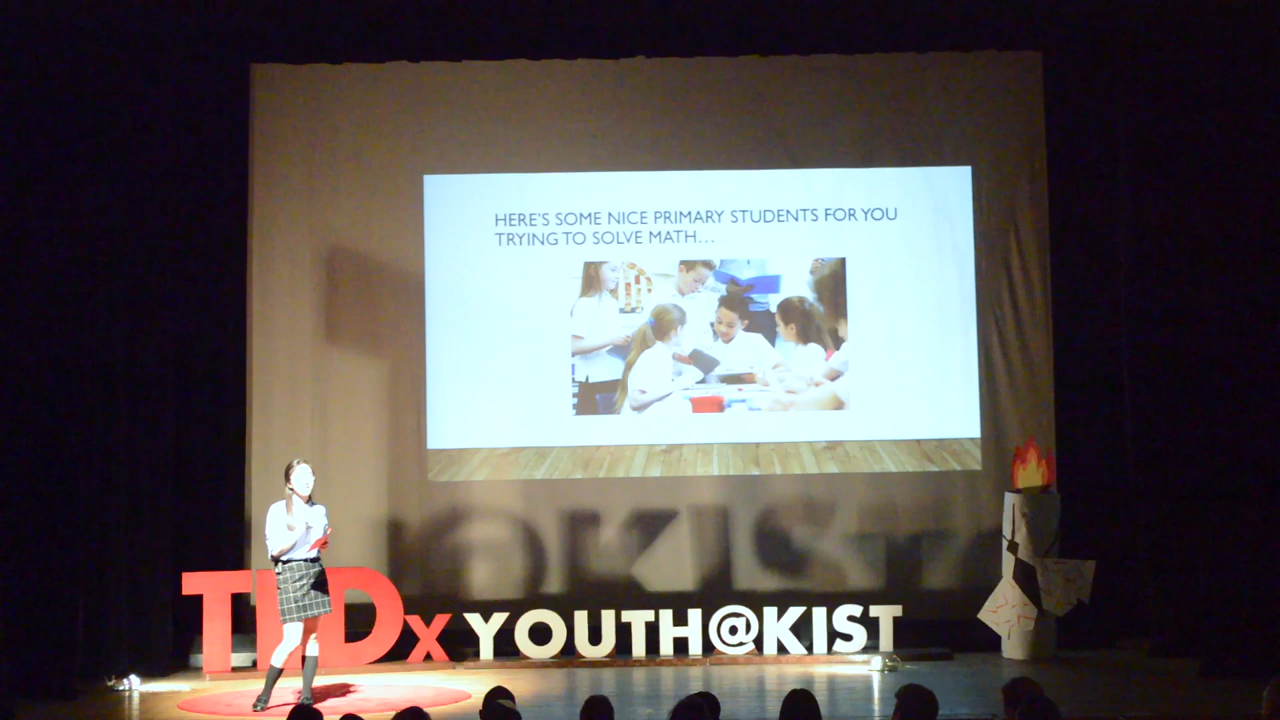 HERE'S SOME NICE PRIMARY STUDENTS FOR YOU
TRYING TO SOLVE MATH...
TEDx YOUTH@KIST